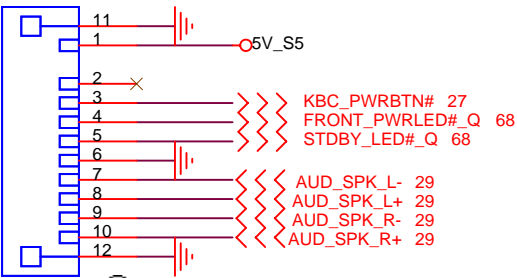 11
1 5V_S5
2
3 KBC_PWRBTN# 27
4 FRONT_PWRLED#_Q 68
5 STDBY_LED#_Q 68
6
7 AUD_SPK_L- 29
8 AUD_SPK_L+ 29
9 AUD_SPK_R- 29
10 AUD_SPK_R+ 29
12